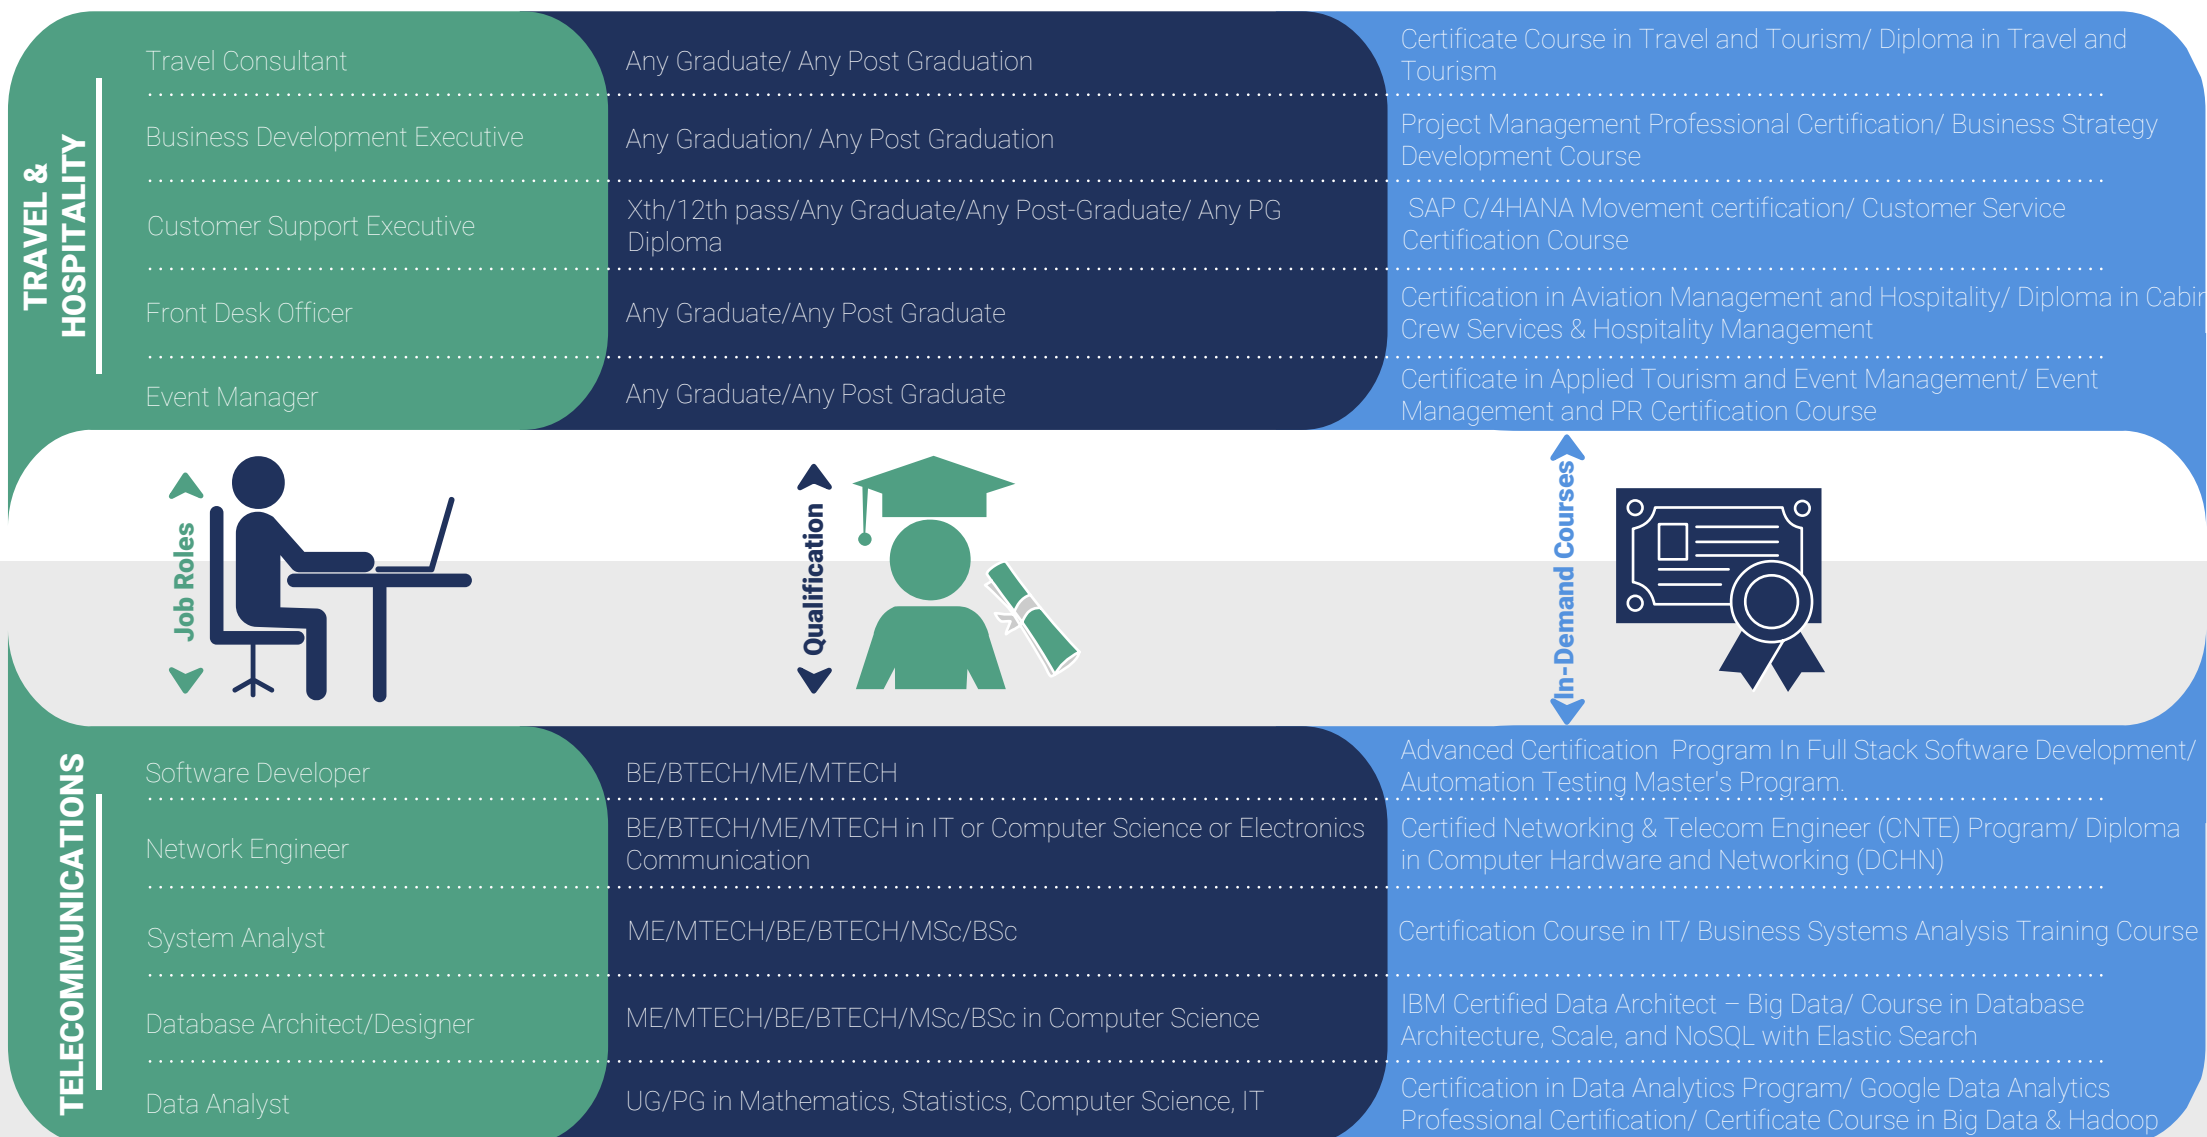 TRAVEL &
HOSPITALITY
Travel Consultant
Any Graduate/ Any Post Graduation
Certificate Course in Travel and Tourism/ Diploma in Travel and
Tourism
Business Development Executive
Any Graduation/ Any Post Graduation
Project Management Professional Certification/ Business Strategy
Development Course
Customer Support Executive
Xth/12th pass/Any Graduate/Any Post-Graduate/ Any PG
Diploma
SAP C/4HANA Movement certification/ Customer Service
Certification Course
Front Desk Officer
Any Graduate/Any Post Graduate
Certification in Aviation Management and Hospitality/ Diploma in Cabin
Crew Services & Hospitality Management
Event Manager
Any Graduate/Any Post Graduate
Certificate in Applied Tourism and Event Management/ Event
Management and PR Certification Course
Job Roles
Qualification
In-Demand Courses
TELECOMMUNICATIONS
Software Developer
BE/BTECH/ME/MTECH
Advanced Certification Program In Full Stack Software Development/
Automation Testing Master's Program.
Network Engineer
BE/BTECH/ME/MTECH in IT or Computer Science or Electronics
Communication
Certified Networking & Telecom Engineer (CNTE) Program/ Diploma
in Computer Hardware and Networking (DCHN)
System Analyst
ME/MTECH/BE/BTECH/MSc/BSc
Certification Course in IT/ Business Systems Analysis Training Course
Database Architect/Designer
ME/MTECH/BE/BTECH/MSc/BSc in Computer Science
IBM Certified Data Architect – Big Data/ Course in Database
Architecture, Scale, and NoSQL with Elastic Search
Data Analyst
UG/PG in Mathematics, Statistics, Computer Science, IT
Certification in Data Analytics Program/ Google Data Analytics
Professional Certification/ Certificate Course in Big Data & Hadoop